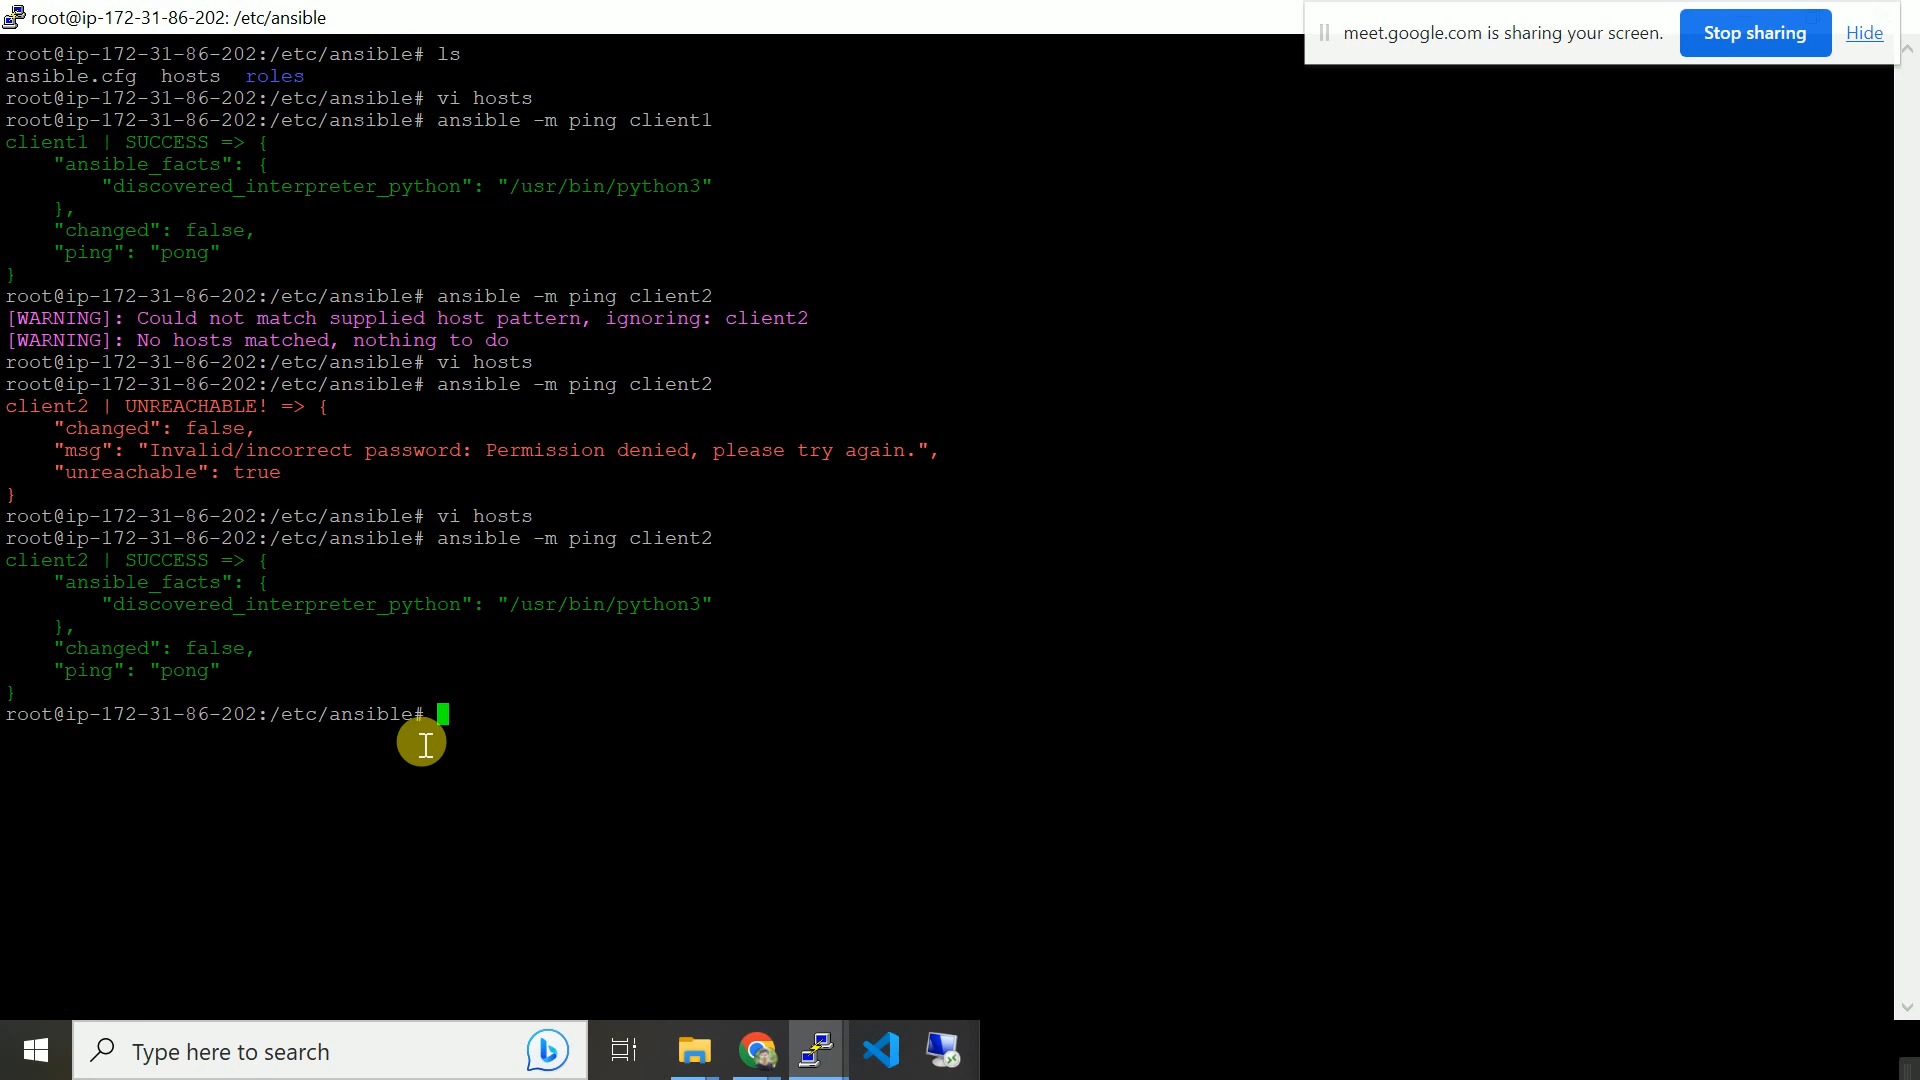 root@ip-172-31-86-202: /etc/ansible
meet.google.com is sharing your screen.
Stop sharing
Hide
root@ip-172-31-86-202:/etc/ansible# ls
ansible.cfg  hosts  roles
root@ip-172-31-86-202:/etc/ansible# vi hosts
root@ip-172-31-86-202:/etc/ansible# ansible -m ping client1
client1 | SUCCESS => {
    "ansible_facts": {
        "discovered_interpreter_python": "/usr/bin/python3"
    },
    "changed": false,
    "ping": "pong"
}
root@ip-172-31-86-202:/etc/ansible# ansible -m ping client2
[WARNING]: Could not match supplied host pattern, ignoring: client2
[WARNING]: No hosts matched, nothing to do
root@ip-172-31-86-202:/etc/ansible# vi hosts
root@ip-172-31-86-202:/etc/ansible# ansible -m ping client2
client2 | UNREACHABLE! => {
    "changed": false,
    "msg": "Invalid/incorrect password: Permission denied, please try again.",
    "unreachable": true
}
root@ip-172-31-86-202:/etc/ansible# vi hosts
root@ip-172-31-86-202:/etc/ansible# ansible -m ping client2
client2 | SUCCESS => {
    "ansible_facts": {
        "discovered_interpreter_python": "/usr/bin/python3"
    },
    "changed": false,
    "ping": "pong"
}
root@ip-172-31-86-202:/etc/ansible#
Type here to search